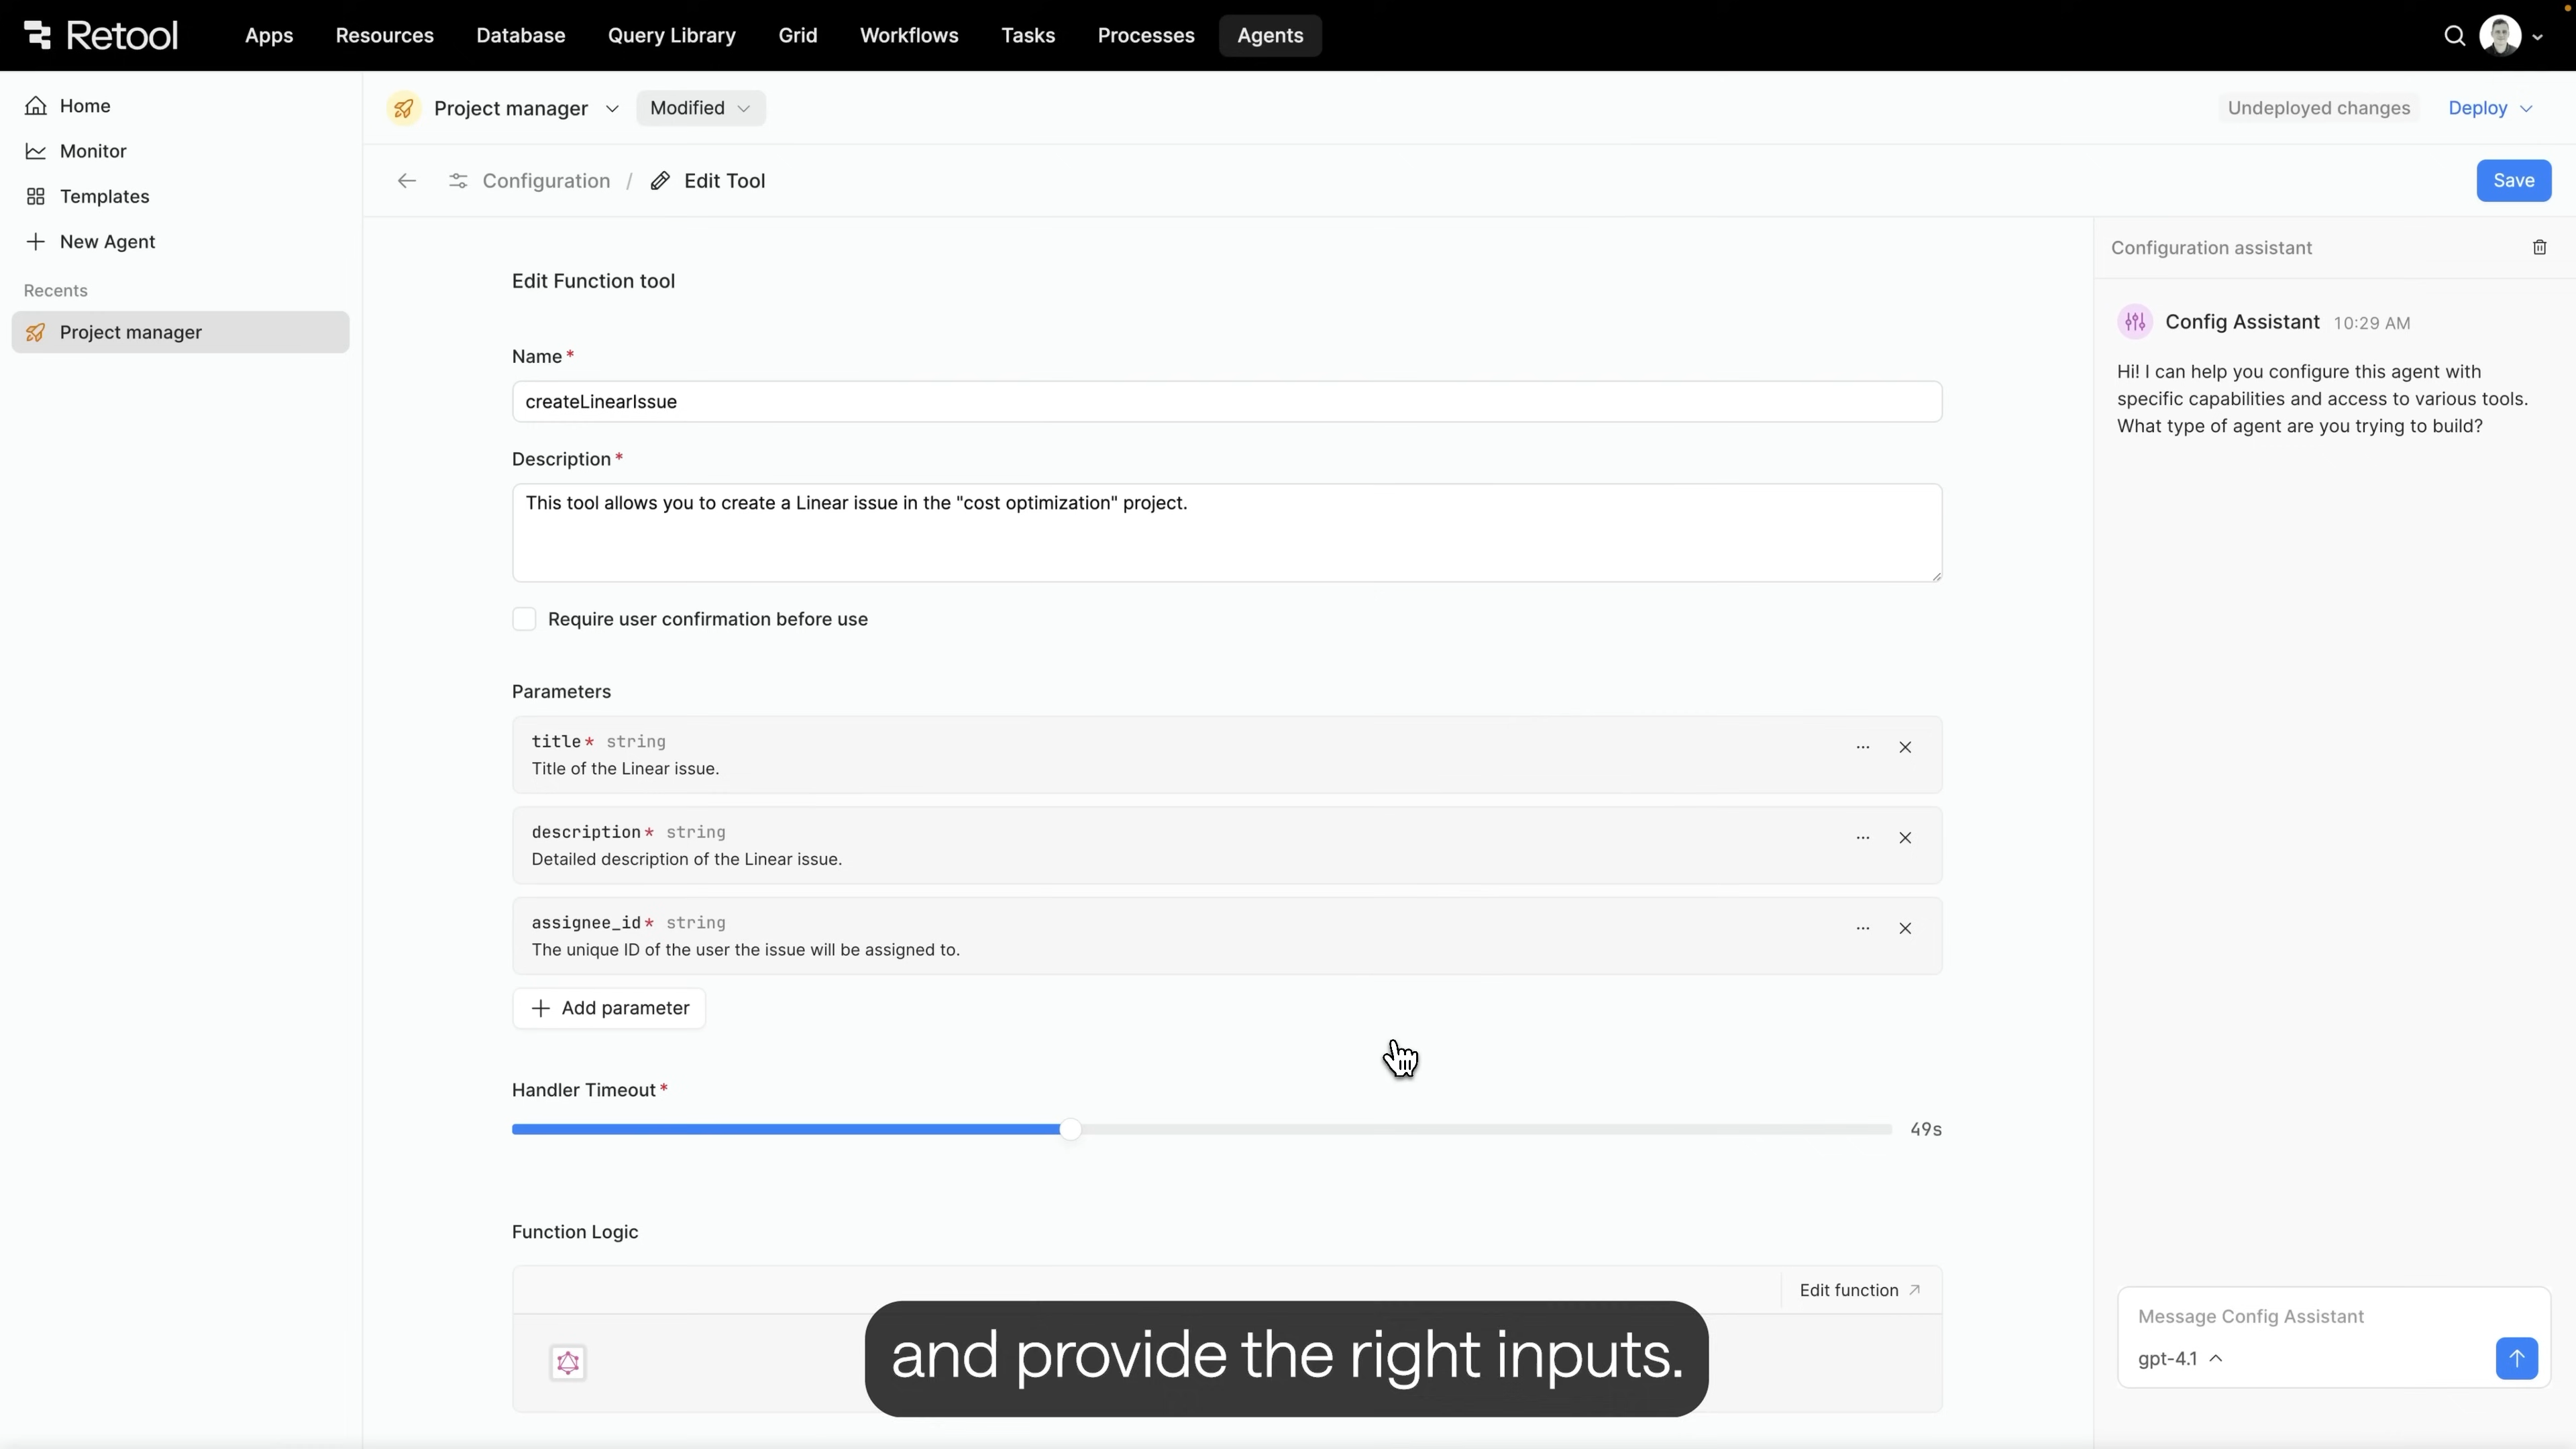 Retool
Apps
Resources
Database
Query Library
Grid
Workflows
Tasks
Processes
Agents
Home
Monitor
Templates
New Agent
Recents
Project manager
Project manager
Modified
Undeployed changes
Deploy
Configuration / Edit Tool
Save
Edit Function tool
Name *
createLinearIssue
Description *
This tool allows you to create a Linear issue in the "cost optimization" project.
Require user confirmation before use
Parameters
title* string
Title of the Linear issue.
description* string
Detailed description of the Linear issue.
assignee_id* string
The unique ID of the user the issue will be assigned to.
Add parameter
Handler Timeout *
49s
Function Logic
Edit function
Configuration assistant
Config Assistant 10:29 AM
Hi! I can help you configure this agent with
specific capabilities and access to various tools.
What type of agent are you trying to build?
Message Config Assistant
gpt-4.1
and provide the right inputs.